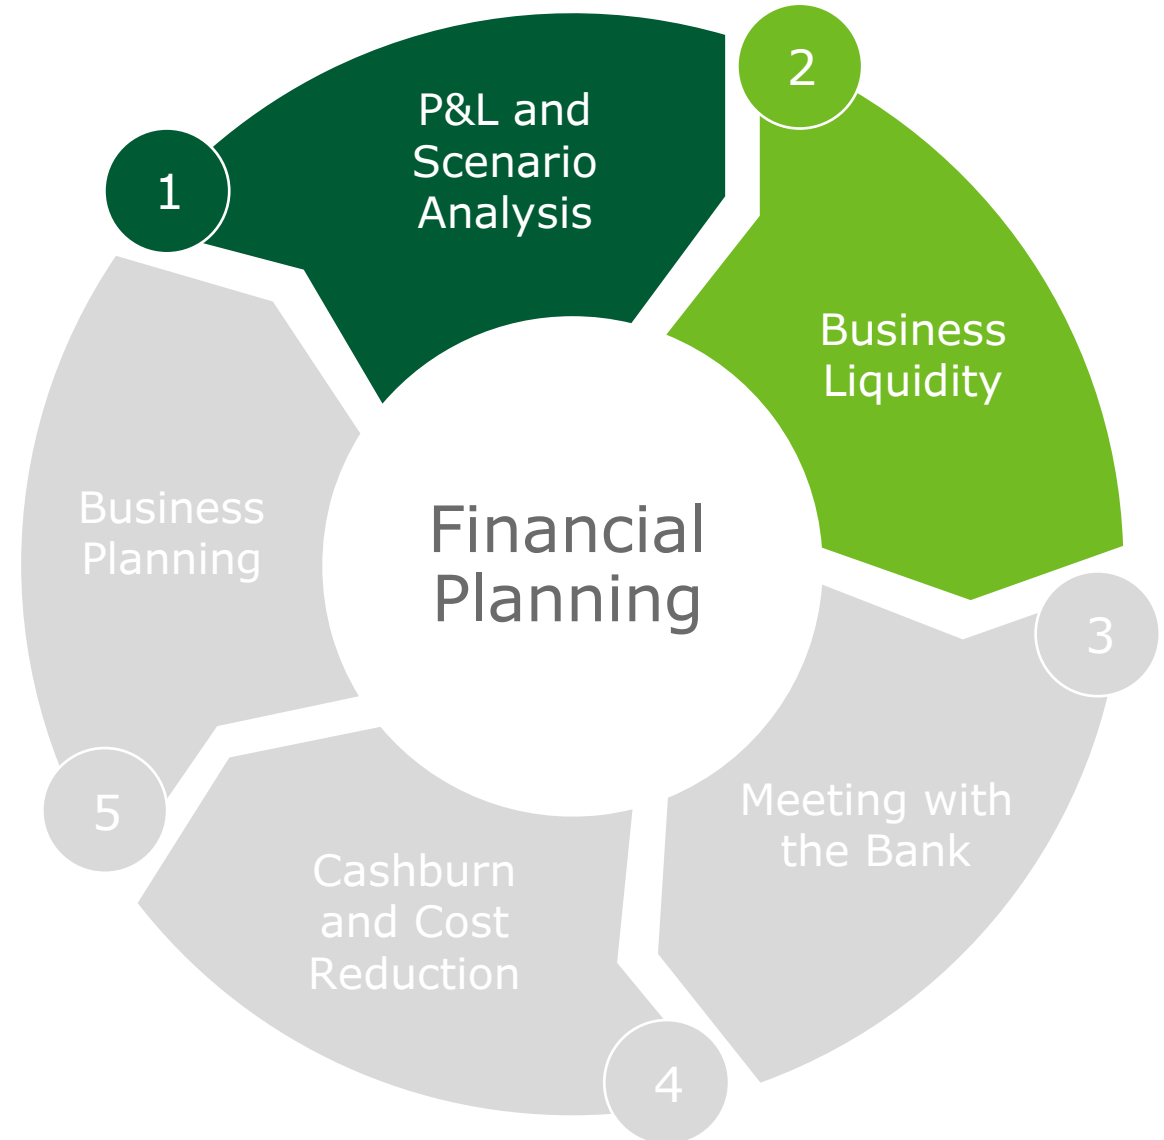 1
P&L and
Scenario
Analysis
2
Business
Liquidity
3
Meeting with
the Bank
4
Cashburn
and Cost
Reduction
5
Business
Planning
Financial
Planning